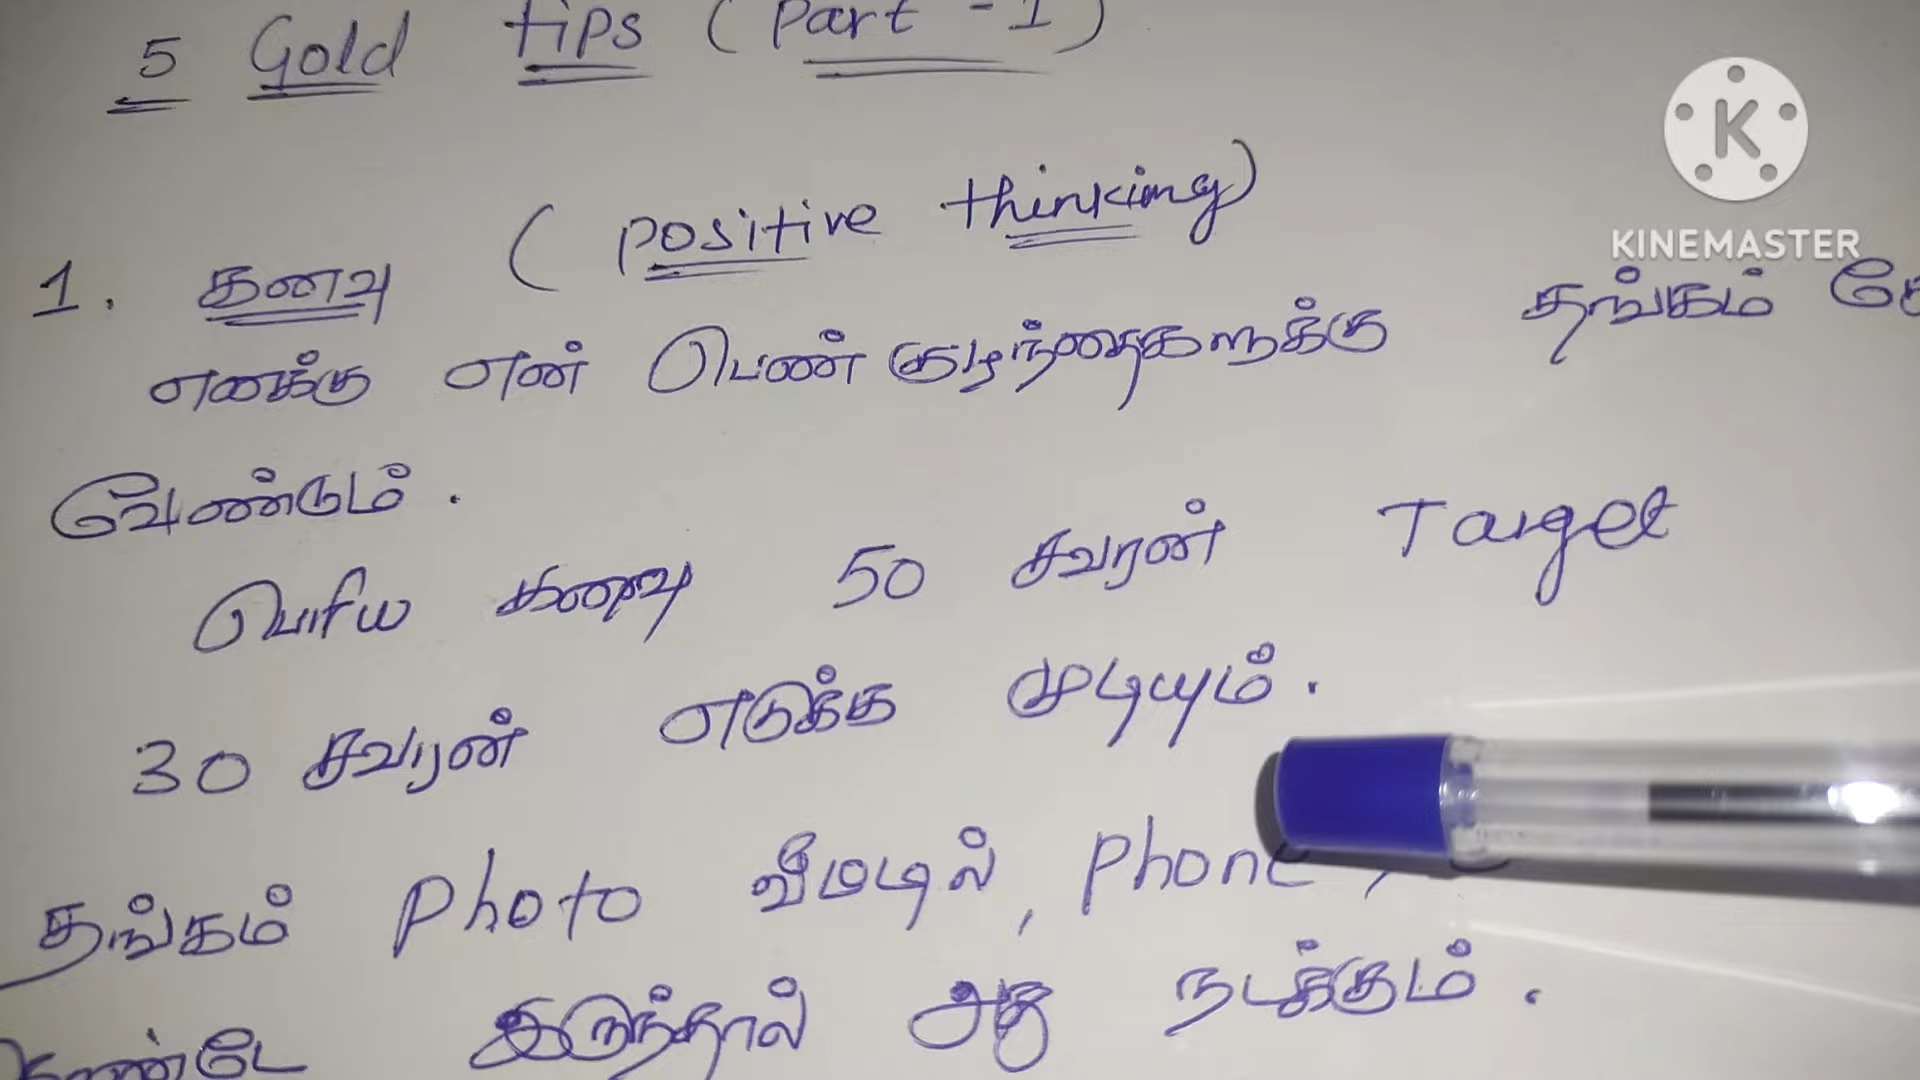 5 Gold tips (Part - 1)
KINEMASTER
1. கனவு (positive thinking)
எனக்கு என் பெண் குழந்தைகளுக்கு தங்கம்
வேண்டும்.
பெரிய கனவு 50 சவரன் Target
30 சவரன் எடுக்க முடியும்.
தங்கம் photo வீட்டில், phone
இருந்தால் அது நடக்கும்.